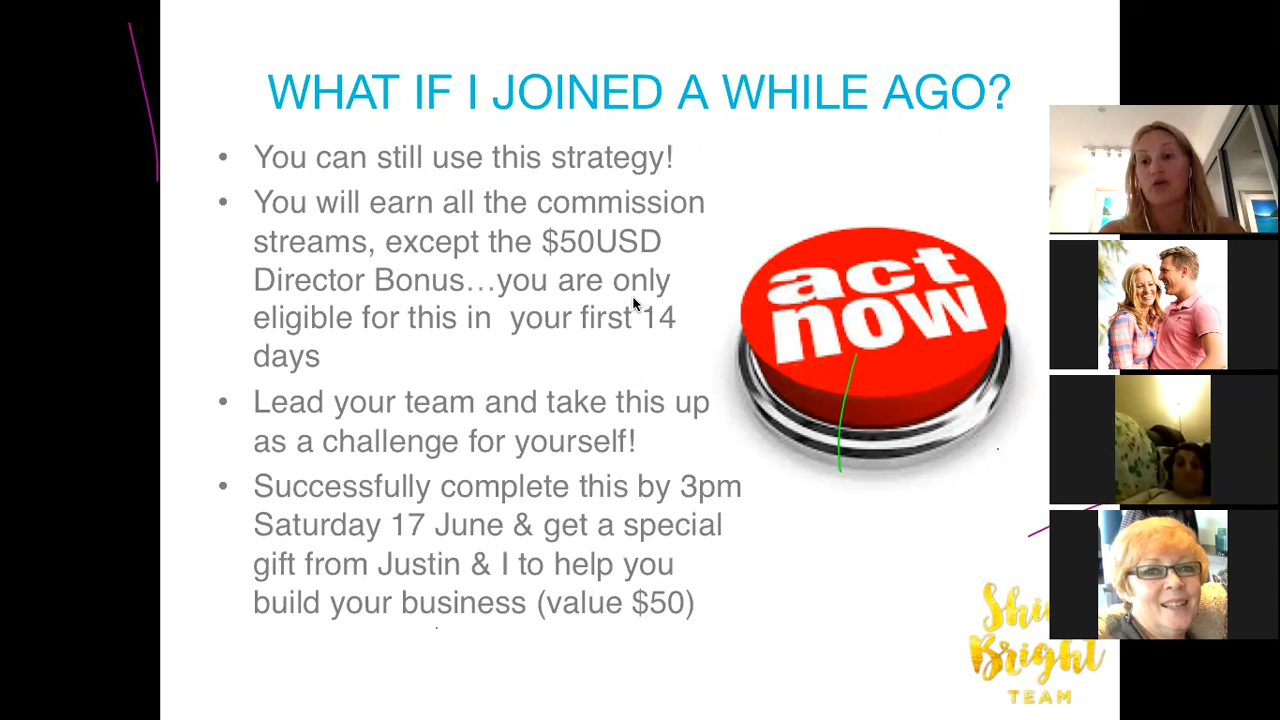 WHAT IF I JOINED A WHILE AGO?
• You can still use this strategy!
• You will earn all the commission
streams, except the $50USD
Director Bonus…you are only
eligible for this in  your first 14
days
• Lead your team and take this up
as a challenge for yourself!
• Successfully complete this by 3pm
Saturday 17 June & get a special
gift from Justin & I to help you
build your business (value $50)
act
now
Bright
TEAM